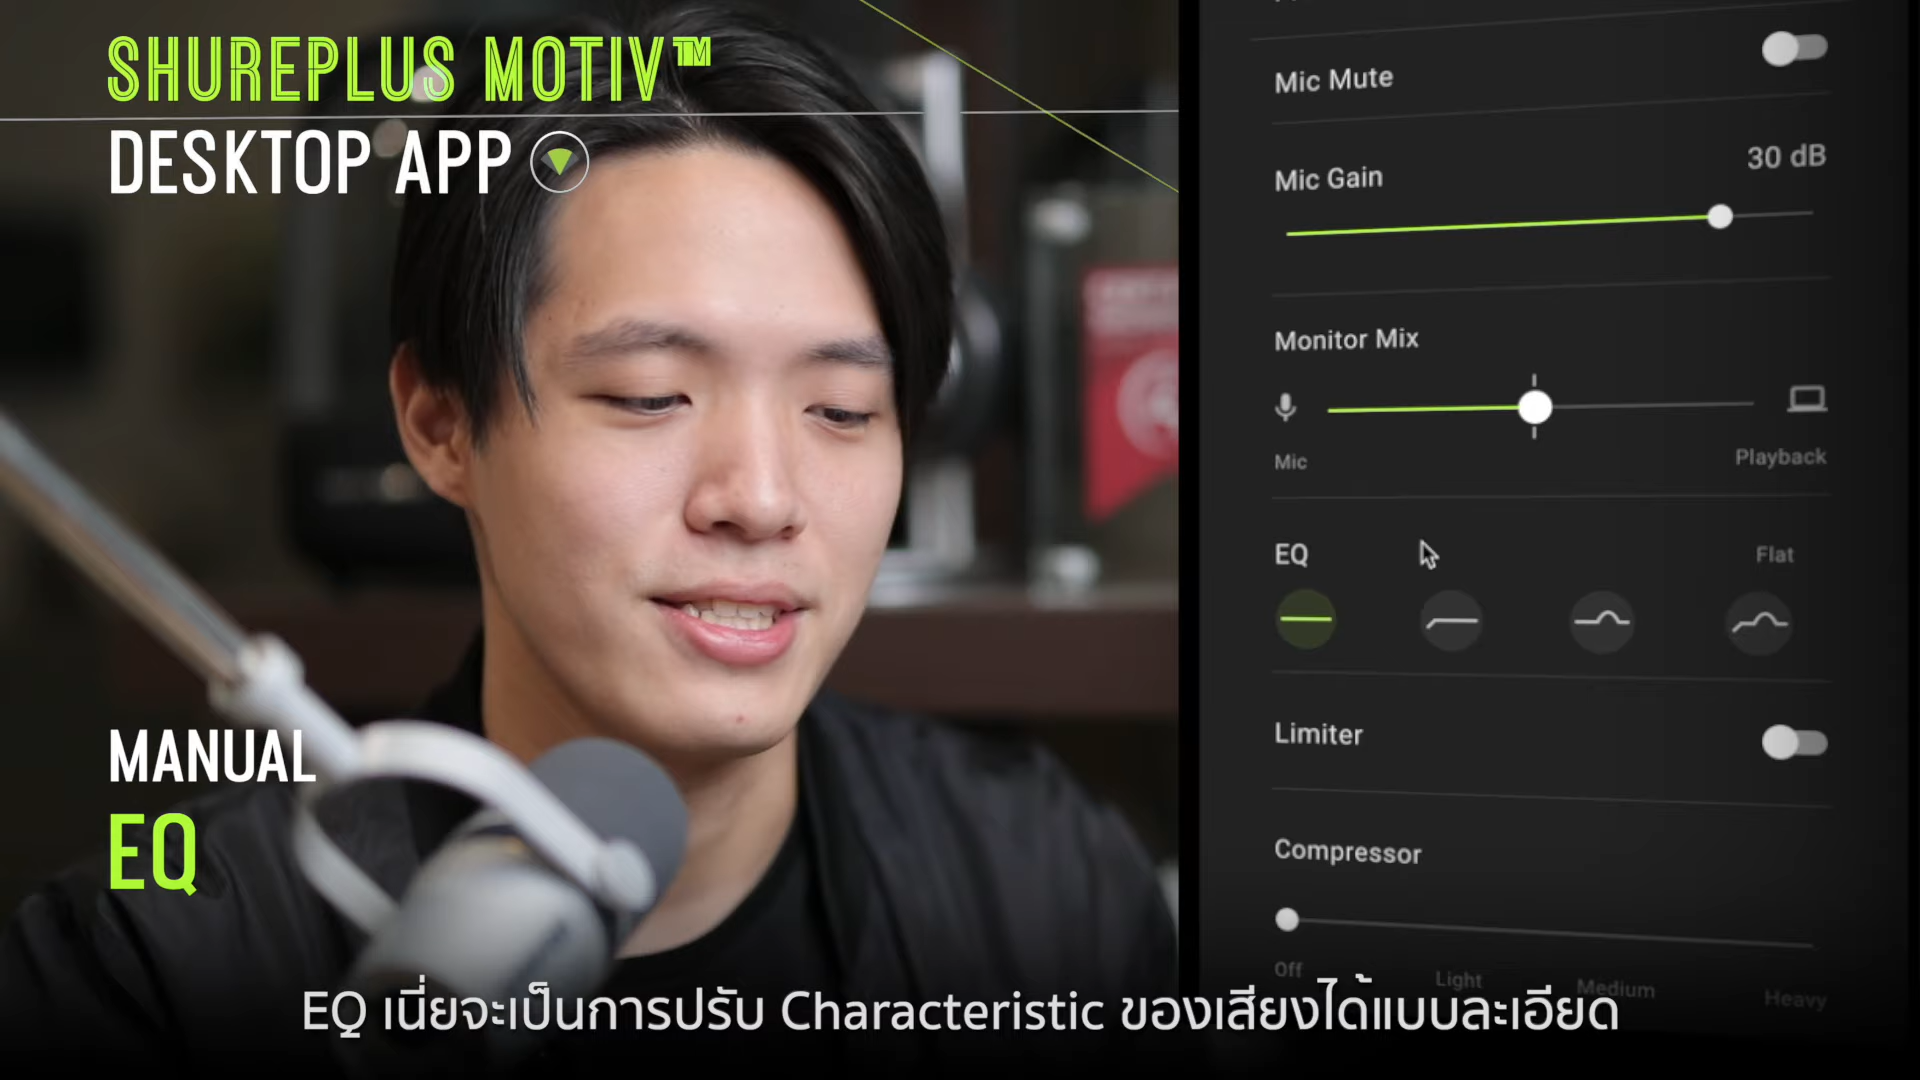 SHUREPLUS MOTIV™
DESKTOP APP
MANUAL
EQ
Mic Mute
Mic Gain
30 dB
Monitor Mix
Mic
Playback
EQ
Flat
Limiter
Compressor
Off
Light
Medium
Heavy
EQ เนี่ยจะเป็นการปรับ Characteristic ของเสียงได้แบบละเอียด